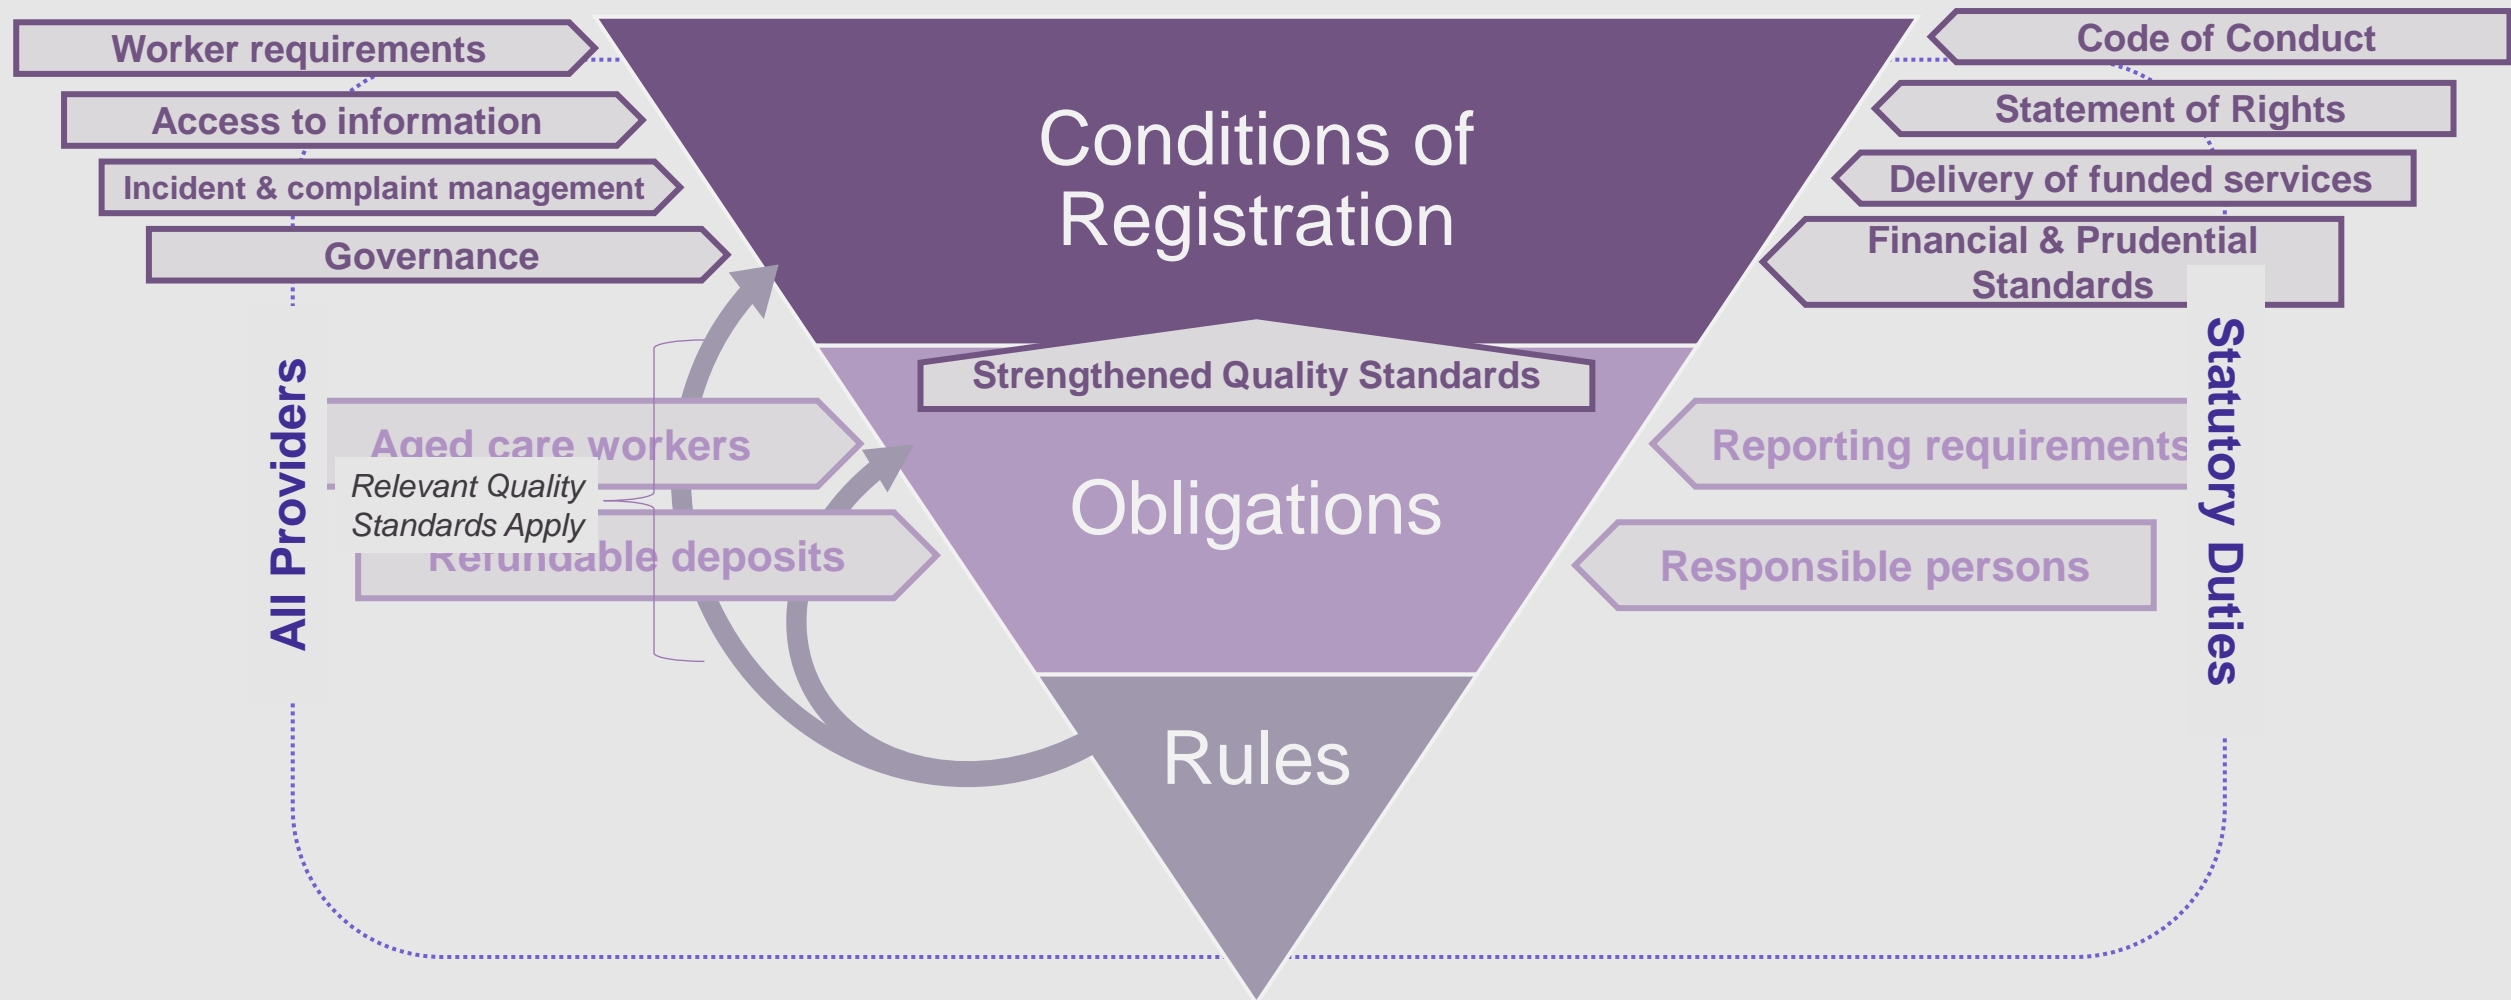 Worker requirements
Access to information
Incident & complaint management
Governance
Conditions of
Registration
Code of Conduct
Statement of Rights
Delivery of funded services
Financial & Prudential
Standards
Strengthened Quality Standards
All Providers
Aged care workers
Relevant Quality
Standards Apply
Refundable deposits
Obligations
Reporting requirements
Responsible persons
Statutory Duties
Rules